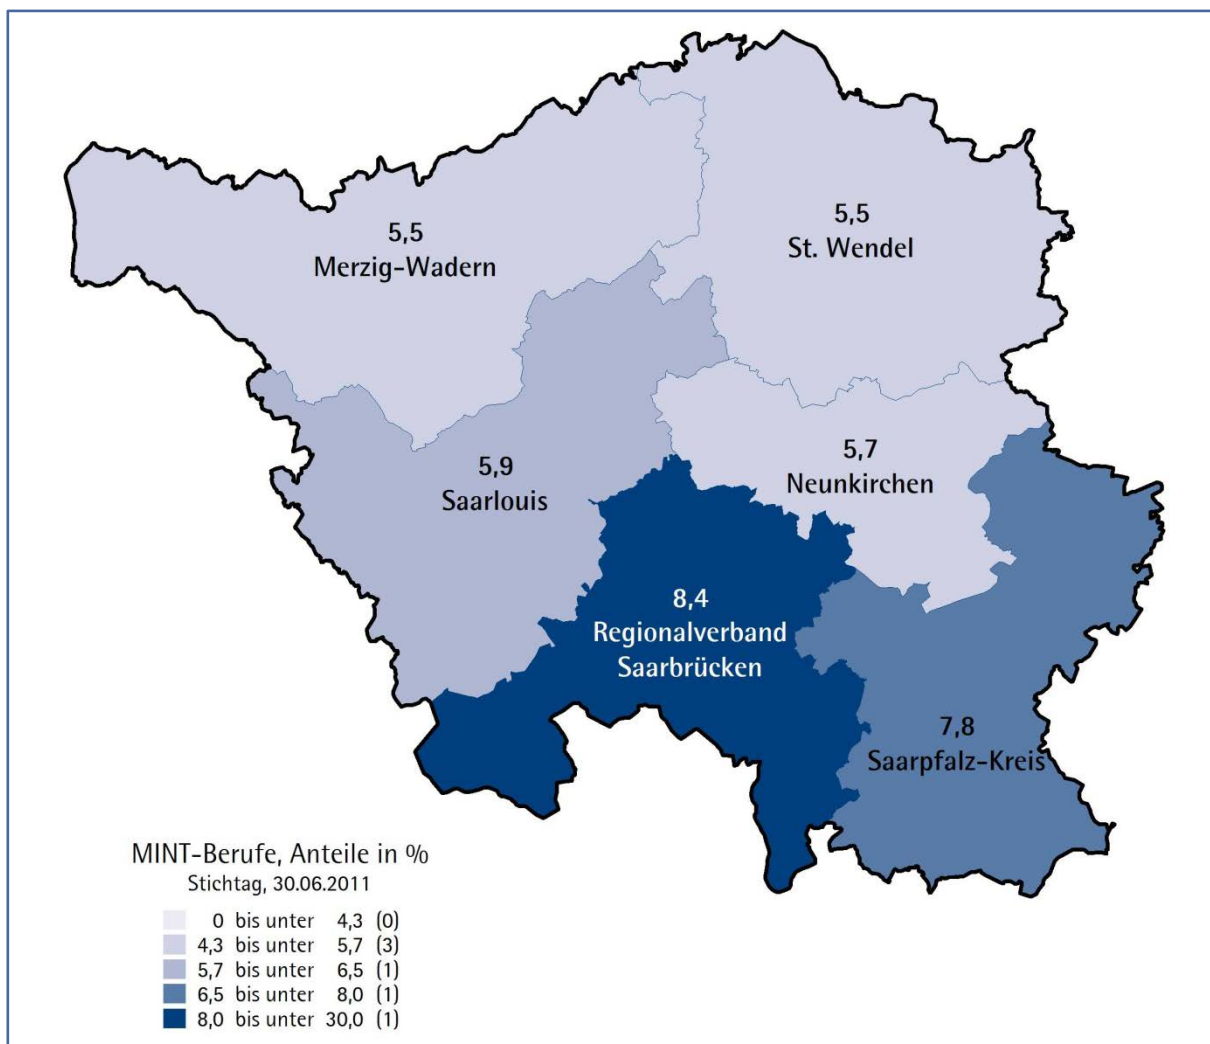 5,5
Merzig-Wadern
5,5
St. Wendel
5,9
Saarlouis
5,7
Neunkirchen
8,4
Regionalverband
Saarbrücken
7,8
Saarpfalz-Kreis
MINT-Berufe, Anteile in %
Stichtag, 30.06.2011
0 bis unter 4,3 (0)
4,3 bis unter 5,7 (3)
5,7 bis unter 6,5 (1)
6,5 bis unter 8,0 (1)
8,0 bis unter 30,0 (1)